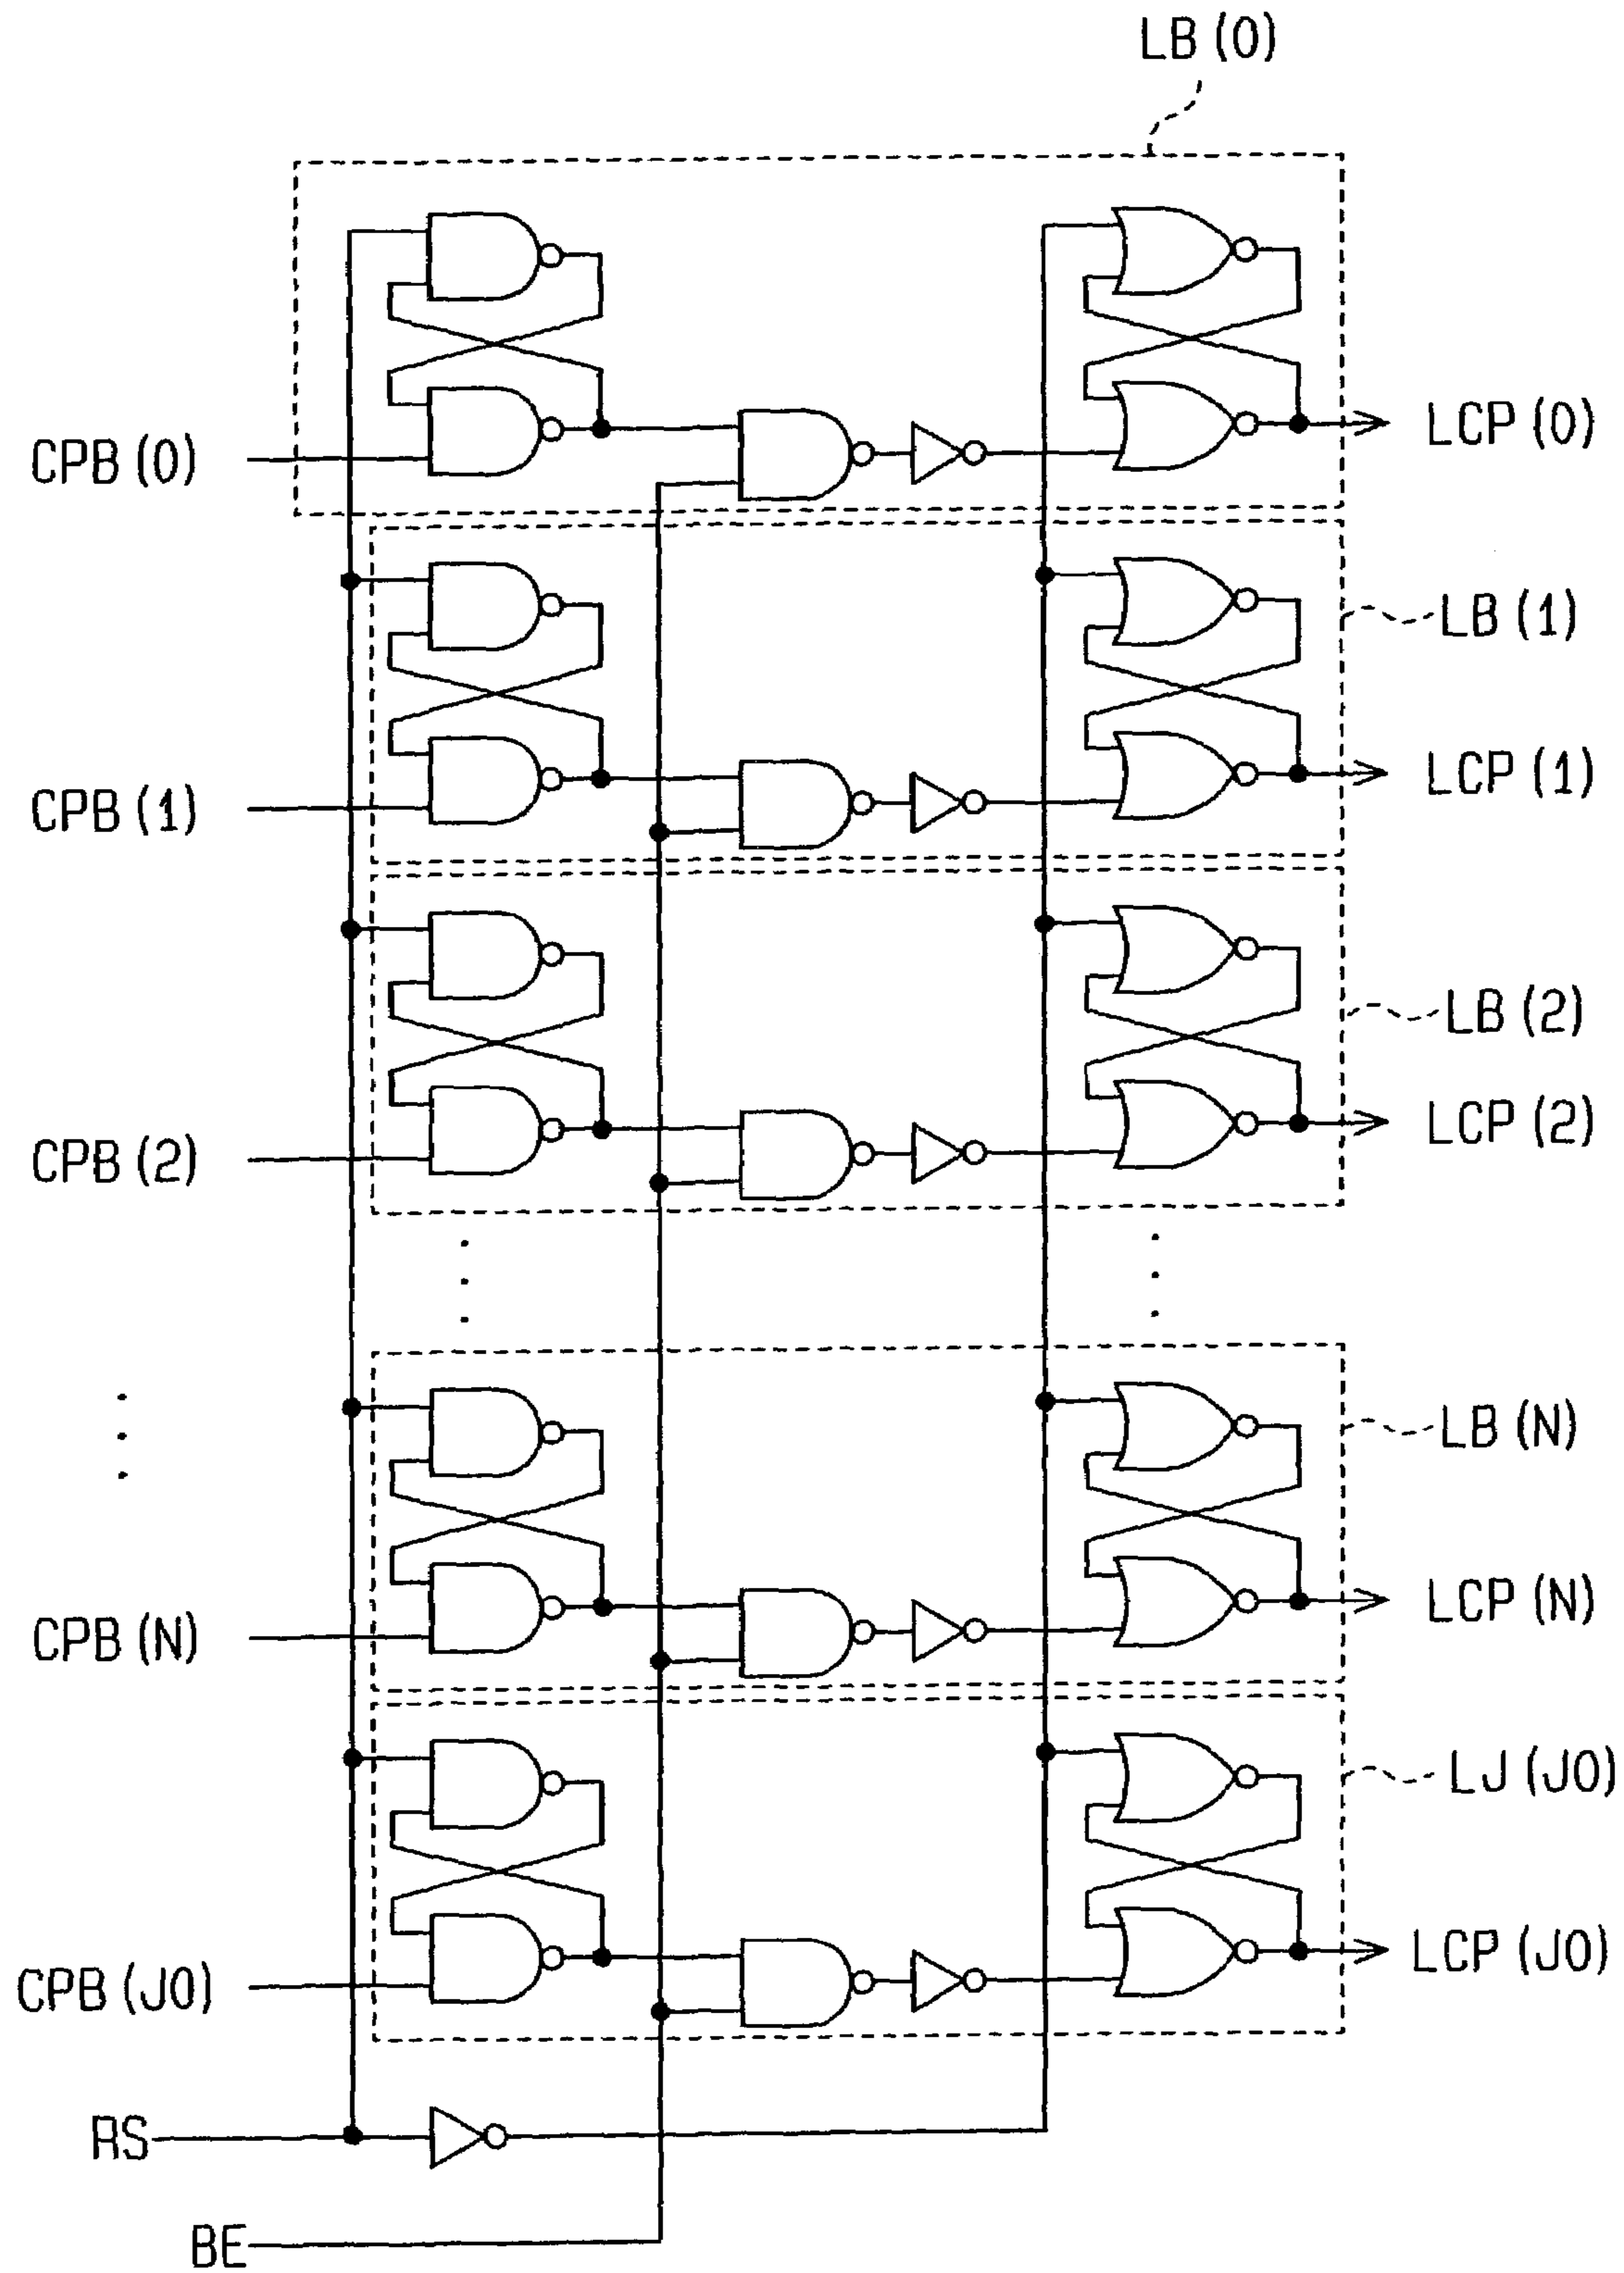 LB (0)
CPB (0)
LCP (0)
LB (1)
CPB (1)
LCP (1)
LB (2)
CPB (2)
LCP (2)
LB (N)
CPB (N)
LCP (N)
LJ (J0)
CPB (J0)
LCP (J0)
RS
BE